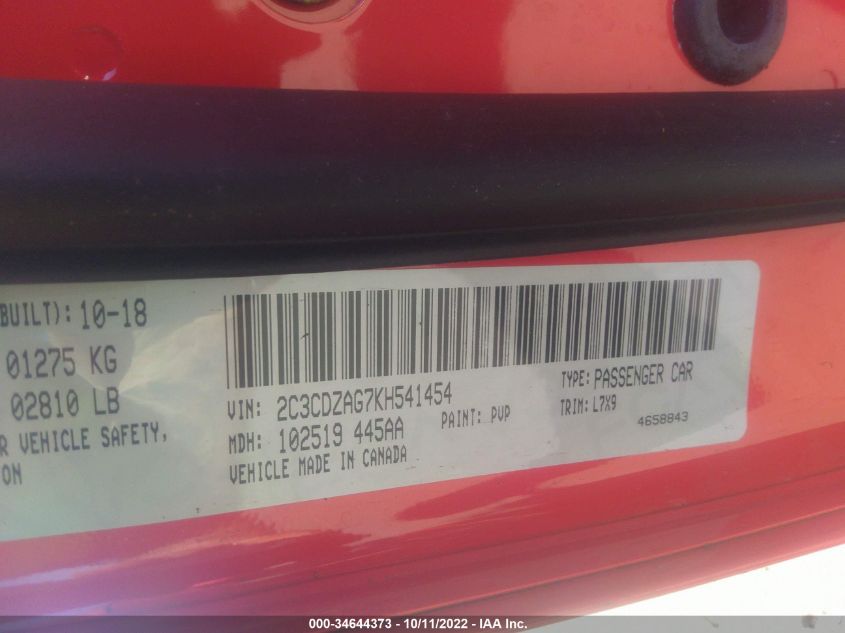 BUILT): 10-18
01275 KG
02810 LB
R VEHICLE SAFETY,
ON
VIN: 2C3CDZAG7KH541454
MDH: 102519 445AA
VEHICLE MADE IN CANADA
PAINT: PVP
TYPE: PASSENGER CAR
TRIM: L7X9
4658843
000-34644373 - 10/11/2022 - IAA Inc.